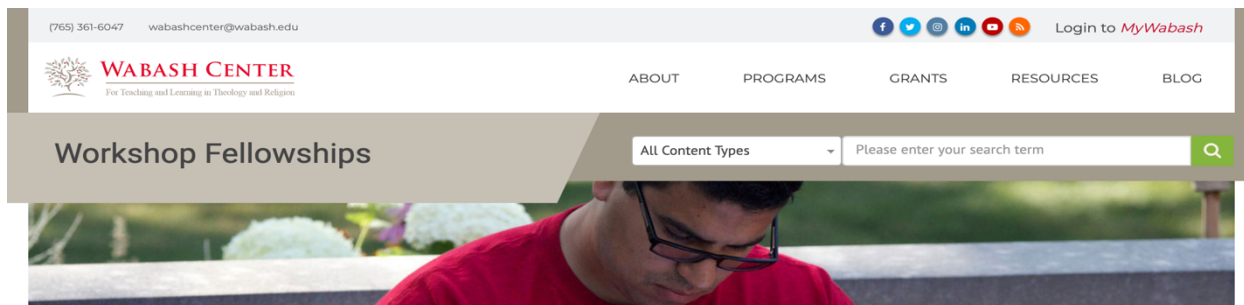 (765) 361-6047 wabashcenter@wabash.edu
Login to MyWabash
WABASH CENTER
For Teaching and Learning in Theology and Religion
ABOUT PROGRAMS GRANTS RESOURCES BLOG
Workshop Fellowships
All Content Types Please enter your search term